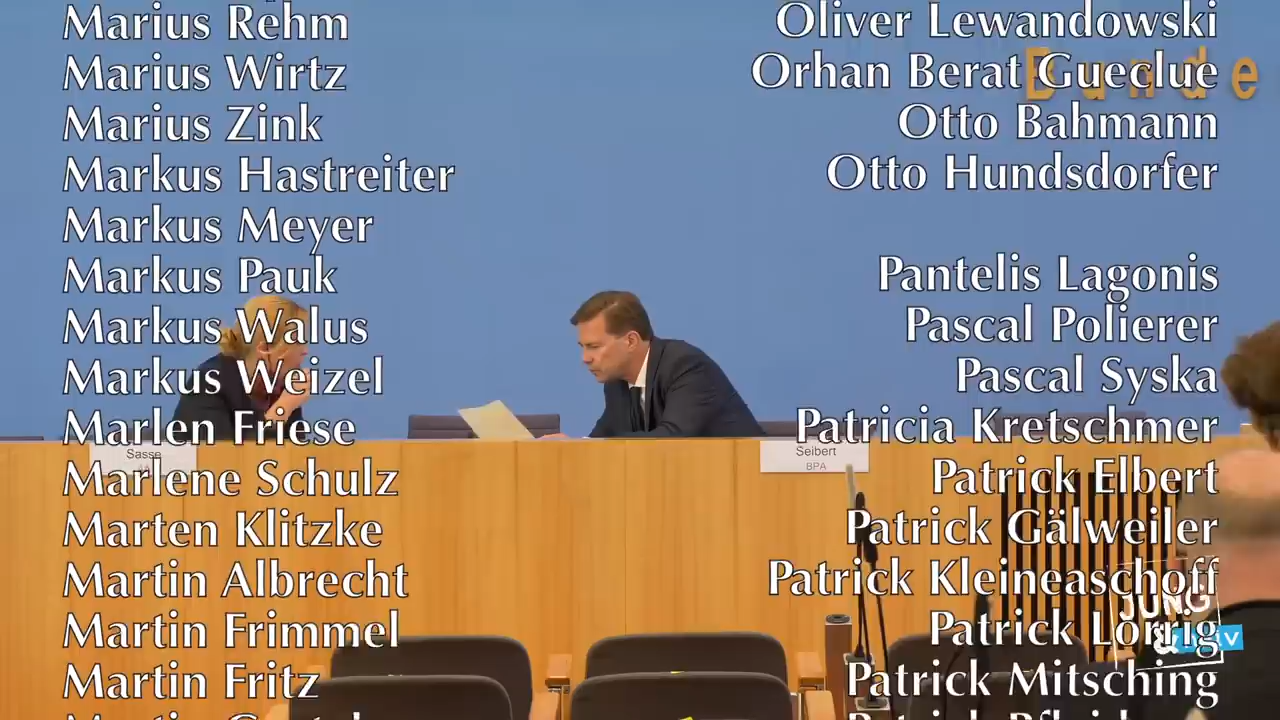 Marius Rehm
Marius Wirtz
Marius Zink
Markus Hastreiter
Markus Meyer
Markus Pauk
Markus Walus
Markus Weizel
Marlen Friese
Marlene Schulz
Marten Klitzke
Martin Albrecht
Martin Frimmel
Martin Fritz
Oliver Lewandowski
Orhan Berat Gueclue
Otto Bahmann
Otto Hundsdorfer
Pantelis Lagonis
Pascal Polierer
Pascal Syska
Patricia Kretschmer
Patrick Elbert
Patrick Gälweiler
Patrick Kleineaschoff
Patrick
Patrick Mitsching
Bunde
Sasse
Seibert
BPA
JUNG
&